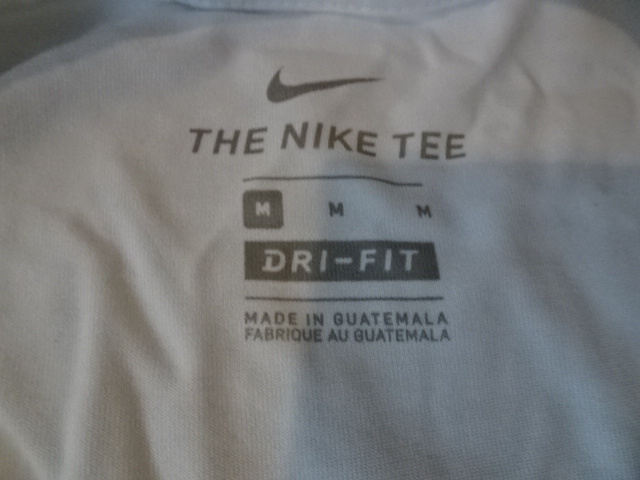 THE NIKE TEE
M M M
DRI-FIT
MADE IN GUATEMALA
FABRIQUE AU GUATEMALA